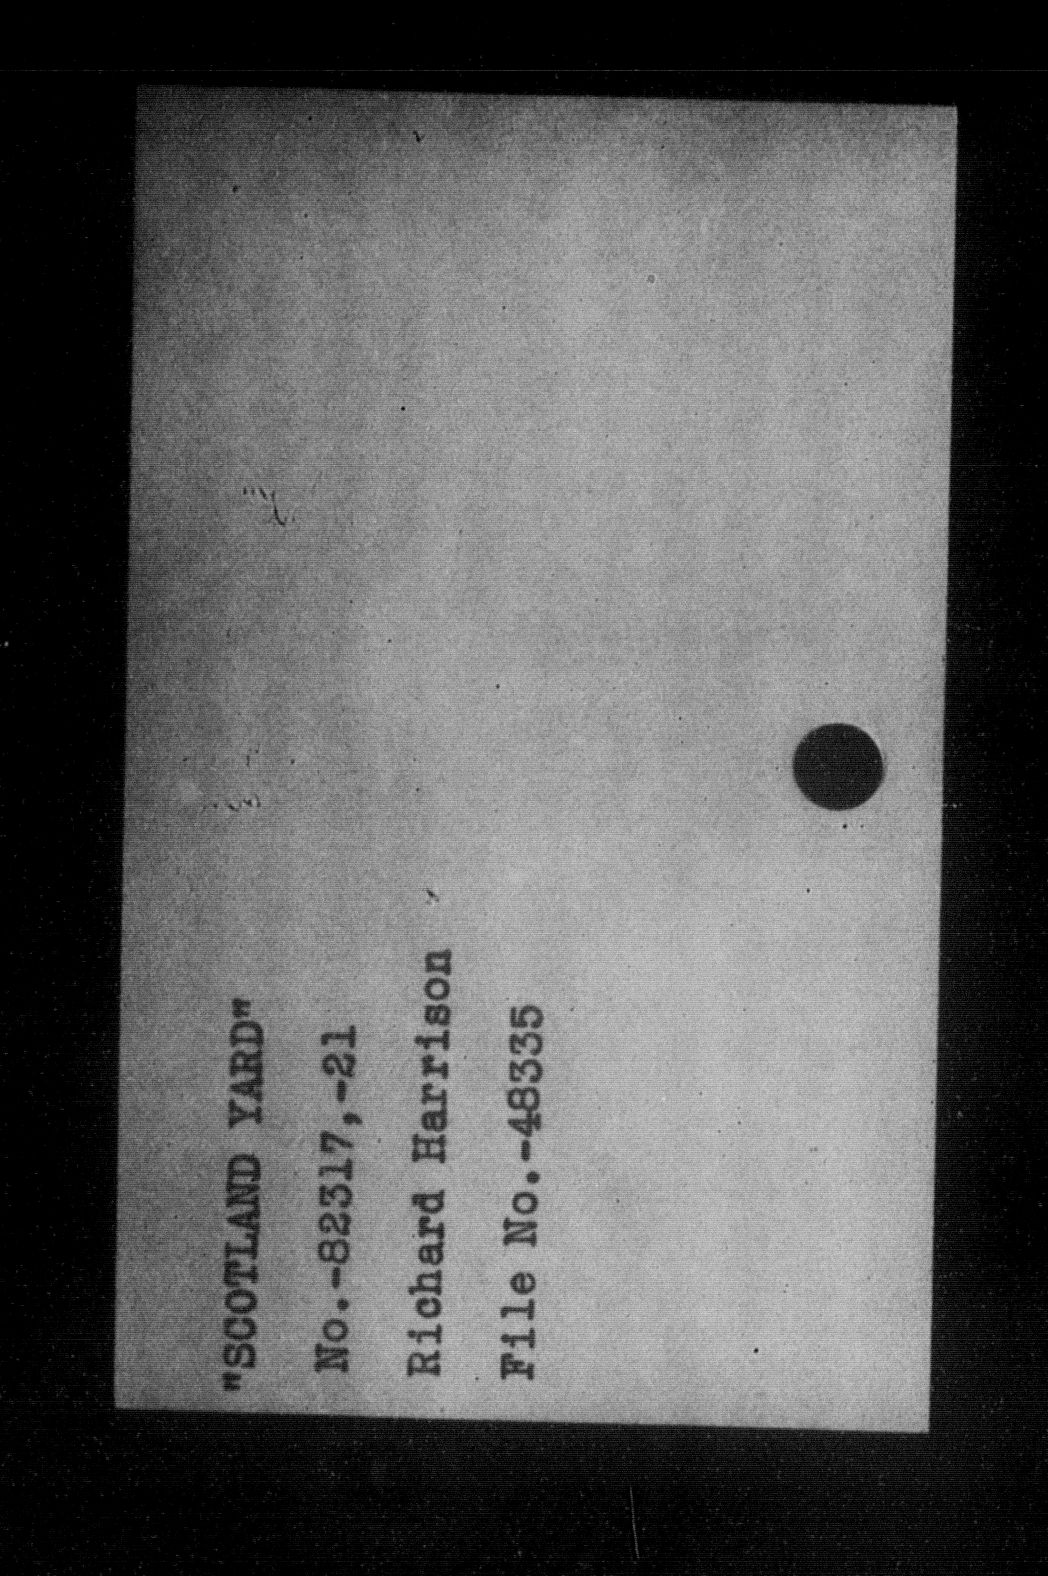 "SCOTLAND YARD"
No.-82317,-21
Richard Harrison
File No.-48335